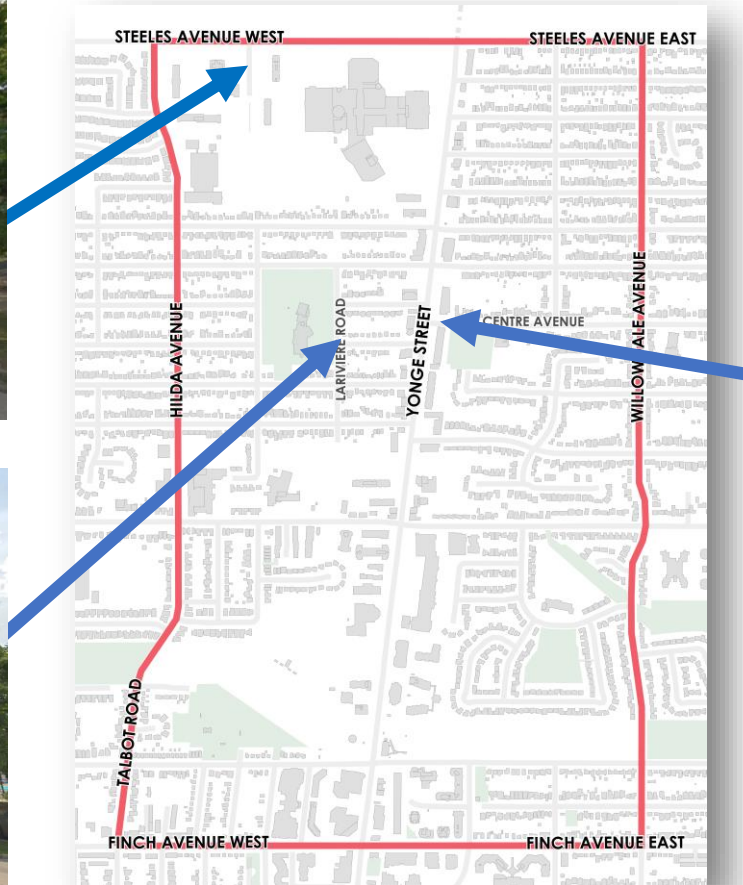 STEELES AVENUE WEST
STEELES AVENUE EAST
HILDA AVENUE
LARIVIERE ROAD
YONGE STREET
CENTRE AVENUE
WILLOWDALE AVENUE
TALBOT ROAD
FINCH AVENUE WEST
FINCH AVENUE EAST